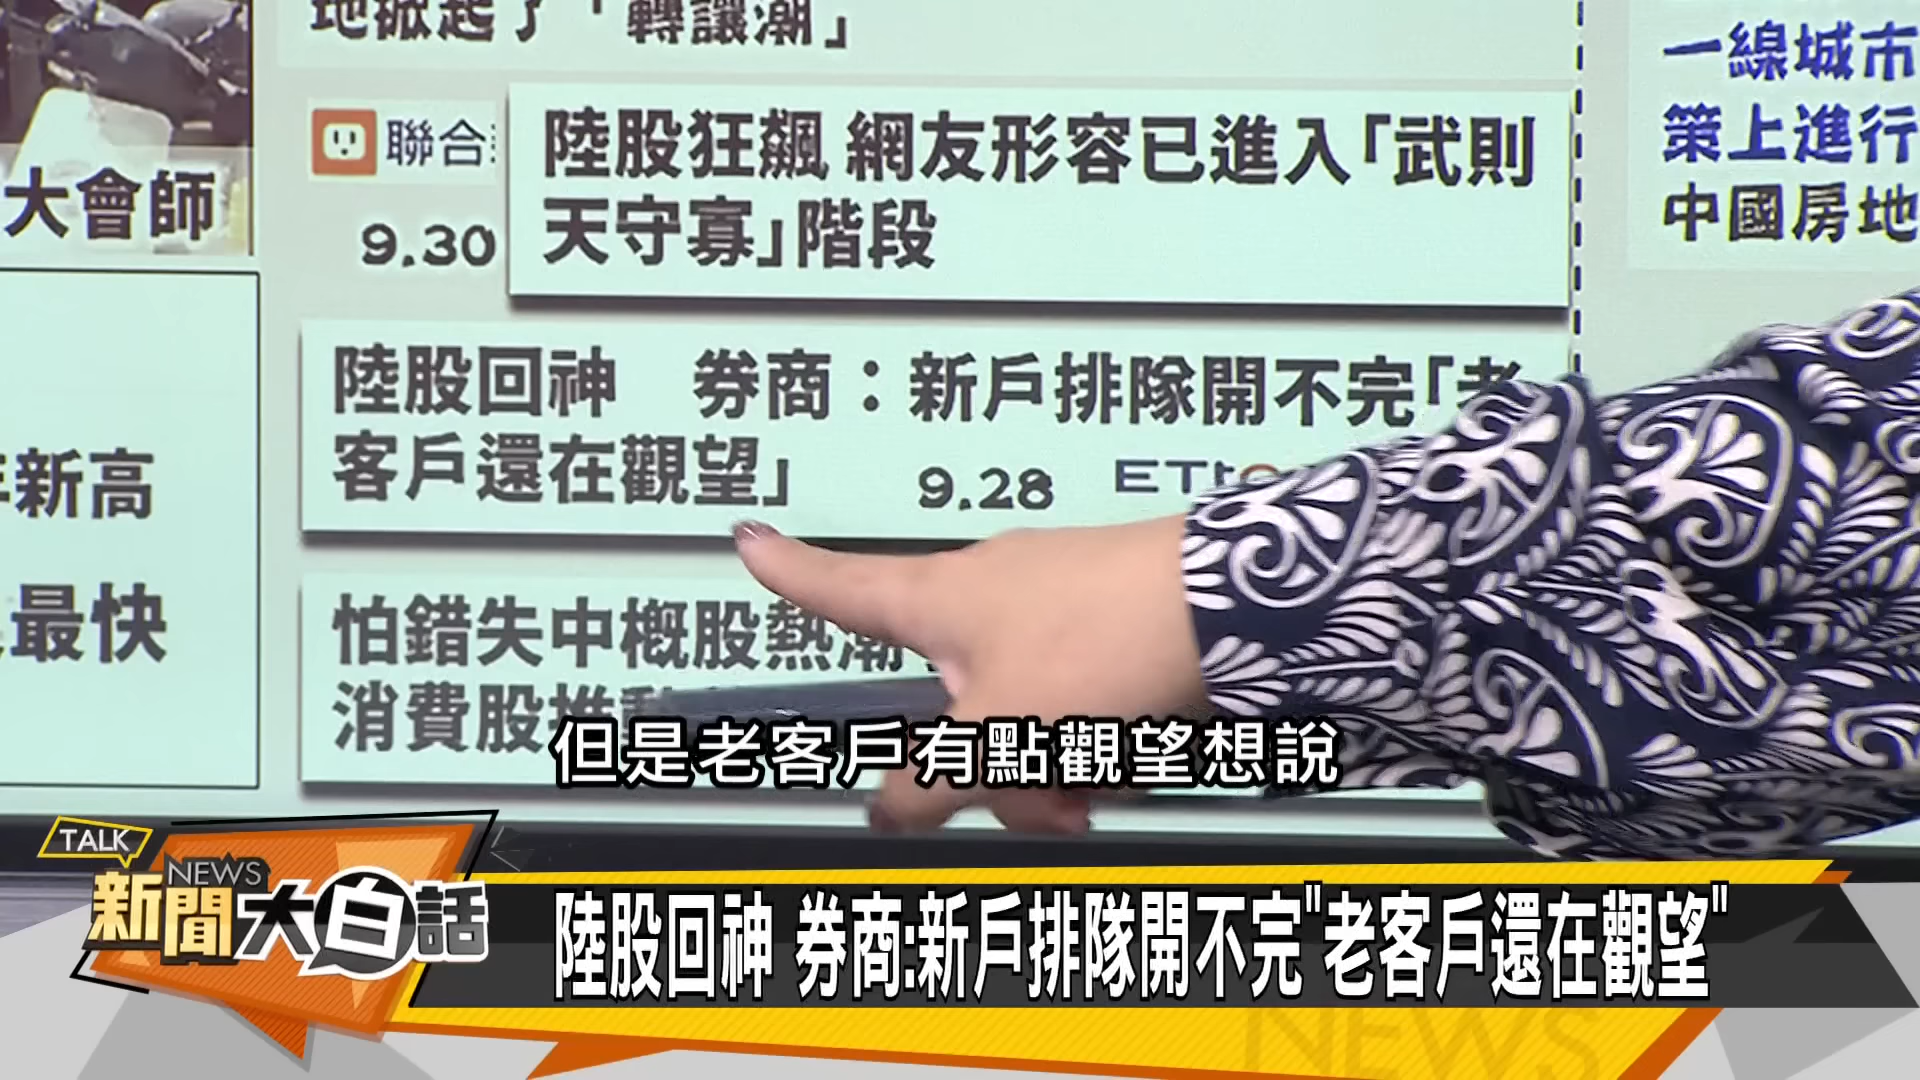 地掀起了「轉讓潮」
大會師
聯合
9.30
陸股狂飆 網友形容已進入「武則
天守寡」階段
一線城市
策上進行
中國房地
新高
最快
陸股回神 券商：新戶排隊開不完「老
客戶還在觀望」
9.28
ETt
怕錯失中概股熱潮
消費股推動
但是老客戶有點觀望想說
TALK
NEWS
新聞大白話
陸股回神 券商:新戶排隊開不完"老客戶還在觀望"
NEWS